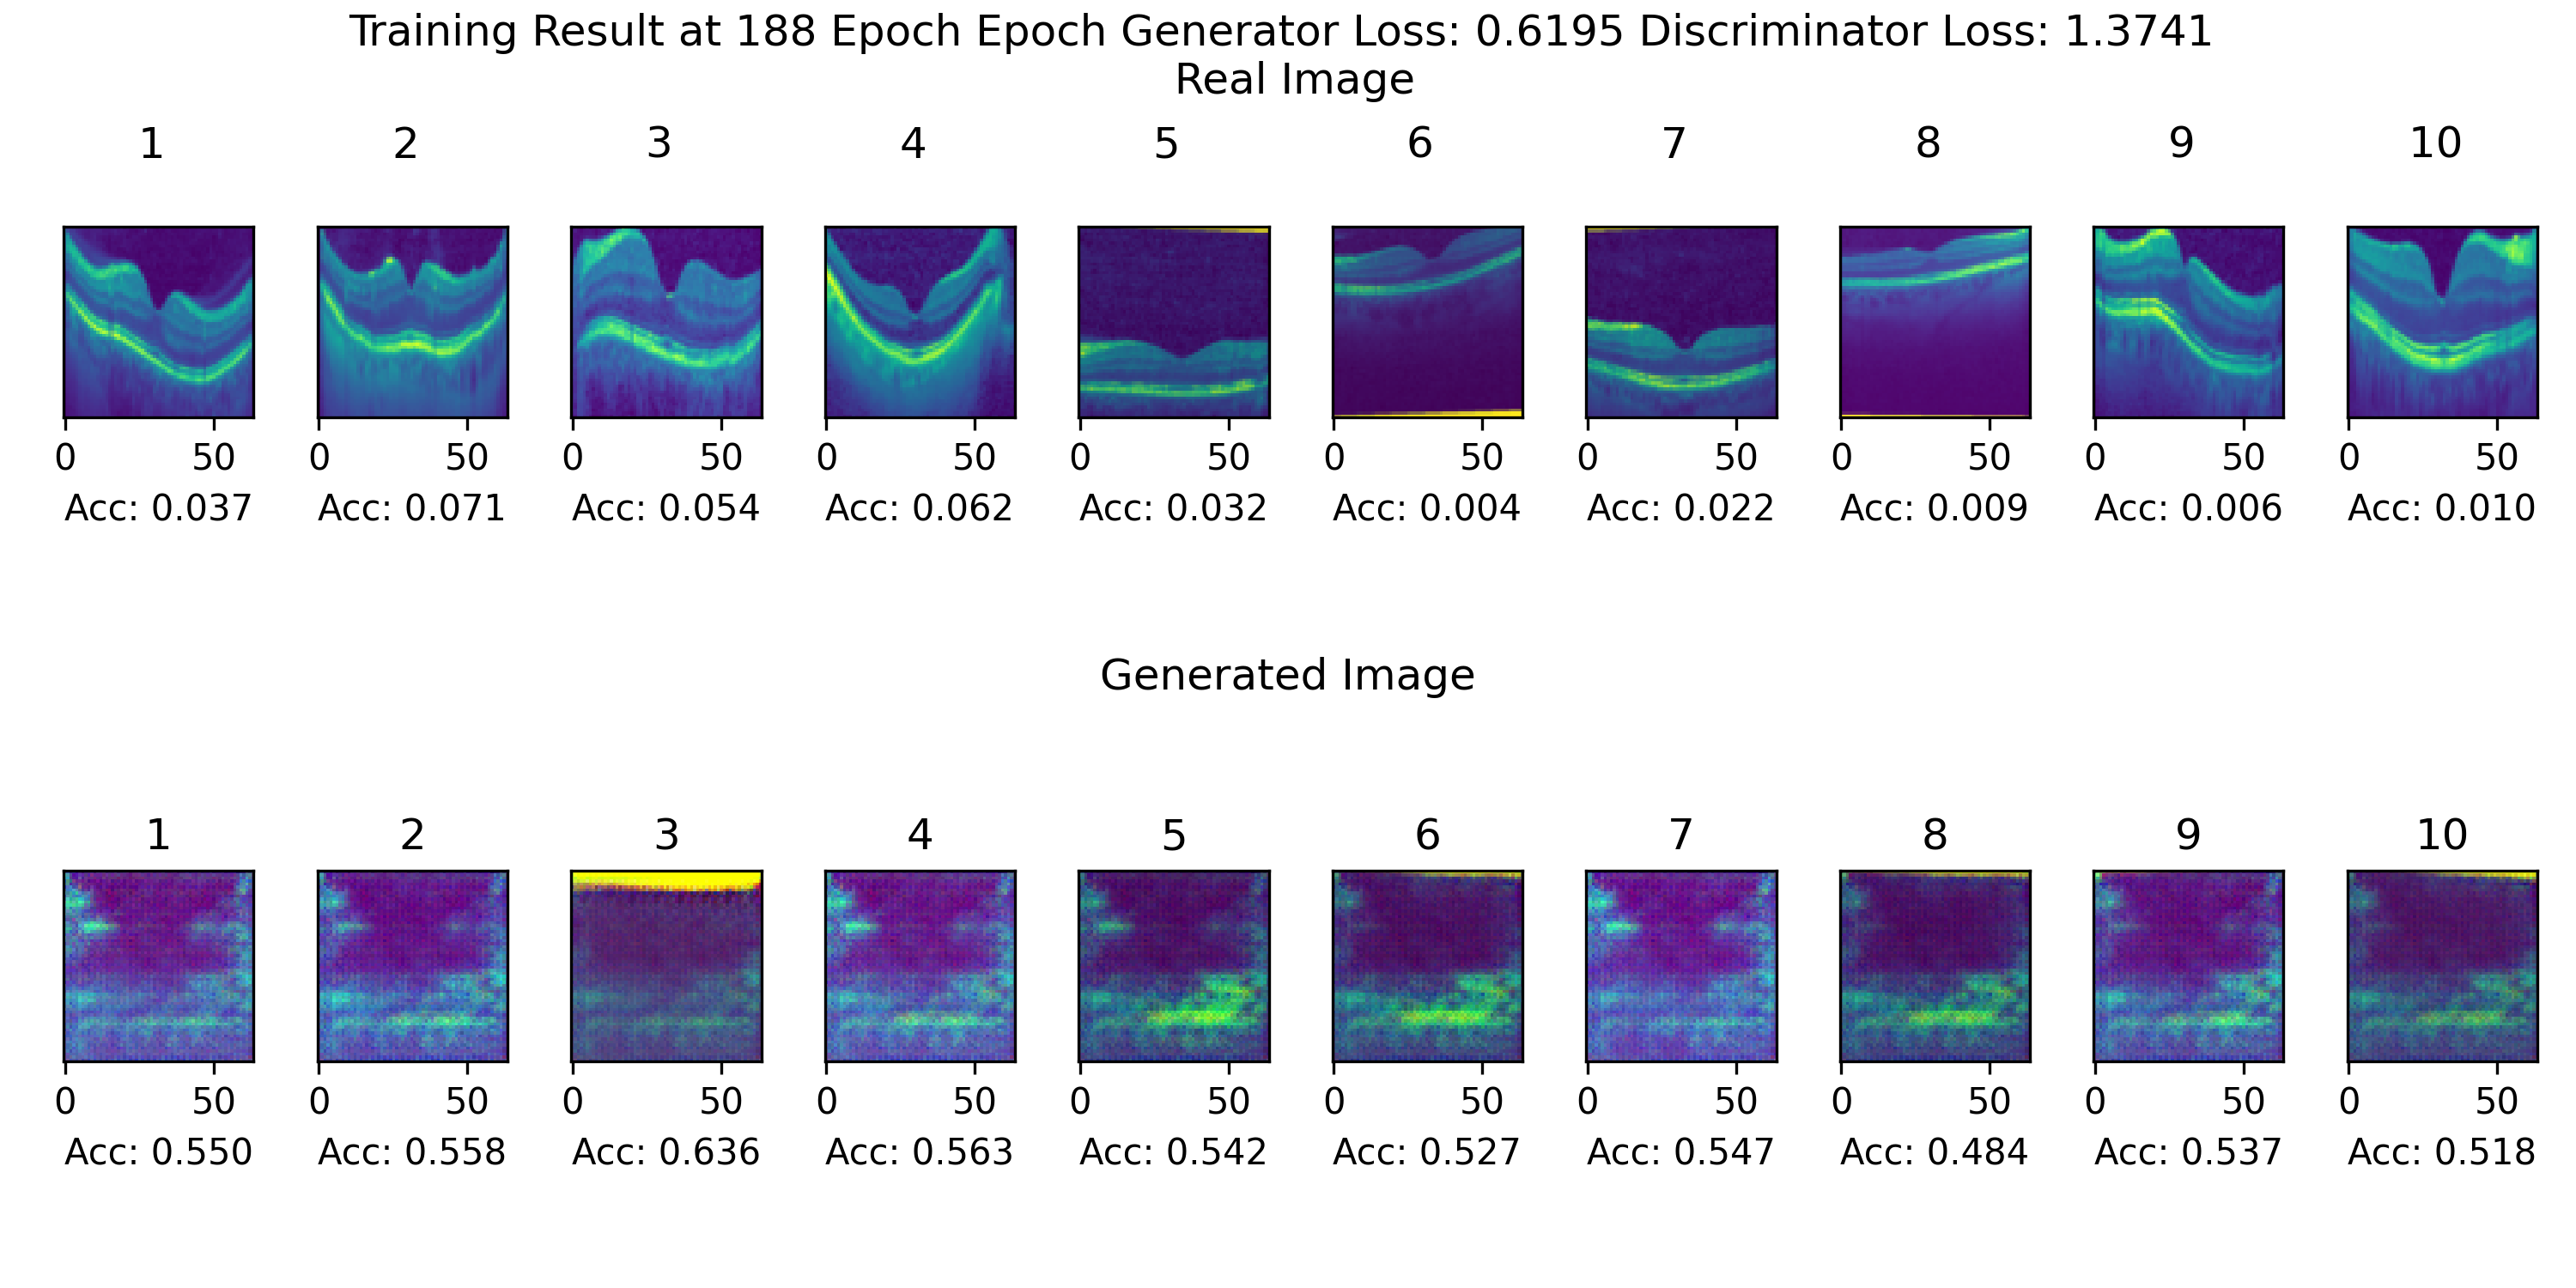 Training Result at 188 Epoch Epoch Generator Loss: 0.6195 Discriminator Loss: 1.3741
Real Image
1 2 3 4 5 6 7 8 9 10
0 50 0 50 0 50 0 50 0 50 0 50 0 50 0 50 0 50 0 50
Acc: 0.037 Acc: 0.071 Acc: 0.054 Acc: 0.062 Acc: 0.032 Acc: 0.004 Acc: 0.022 Acc: 0.009 Acc: 0.006 Acc: 0.010
Generated Image
1 2 3 4 5 6 7 8 9 10
0 50 0 50 0 50 0 50 0 50 0 50 0 50 0 50 0 50 0 50
Acc: 0.550 Acc: 0.558 Acc: 0.636 Acc: 0.563 Acc: 0.542 Acc: 0.527 Acc: 0.547 Acc: 0.484 Acc: 0.537 Acc: 0.518